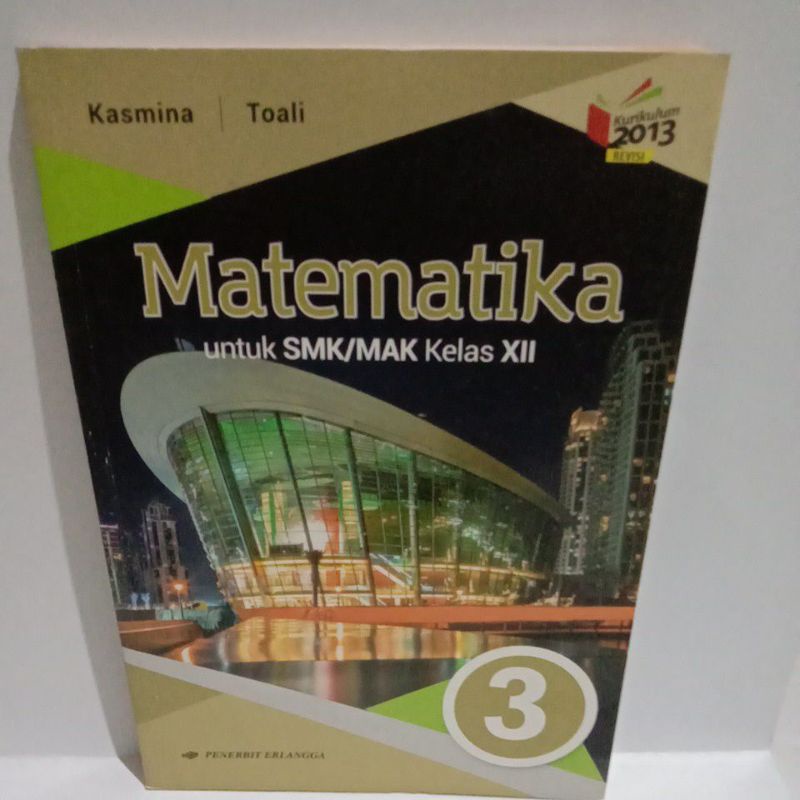 Kasmina | Toali
Kurikulum
2013
REVISI
Matematika
untuk SMK/MAK Kelas XII
3
PENERBIT ERLANGGA